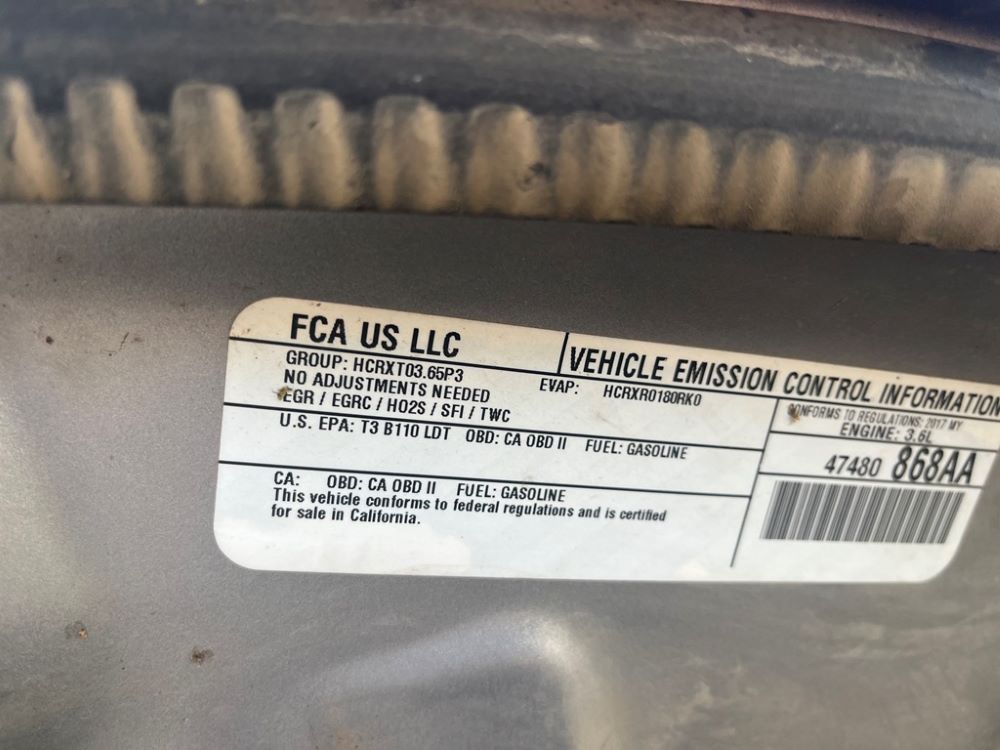 FCA US LLC
VEHICLE EMISSION CONTROL INFORMATION
GROUP: HCRXT03.65P3
EVAP: HCRXR0180RK0
NO ADJUSTMENTS NEEDED
EGR / EGRC / HO2S / SFI / TWC
U.S. EPA: T3 B110 LDT OBD: CA OBD II FUEL: GASOLINE
CONFORMS TO REGULATIONS: 2017 MY
ENGINE: 3.6L
47480 868AA
CA: OBD: CA OBD II FUEL: GASOLINE
This vehicle conforms to federal regulations and is certified
for sale in California.